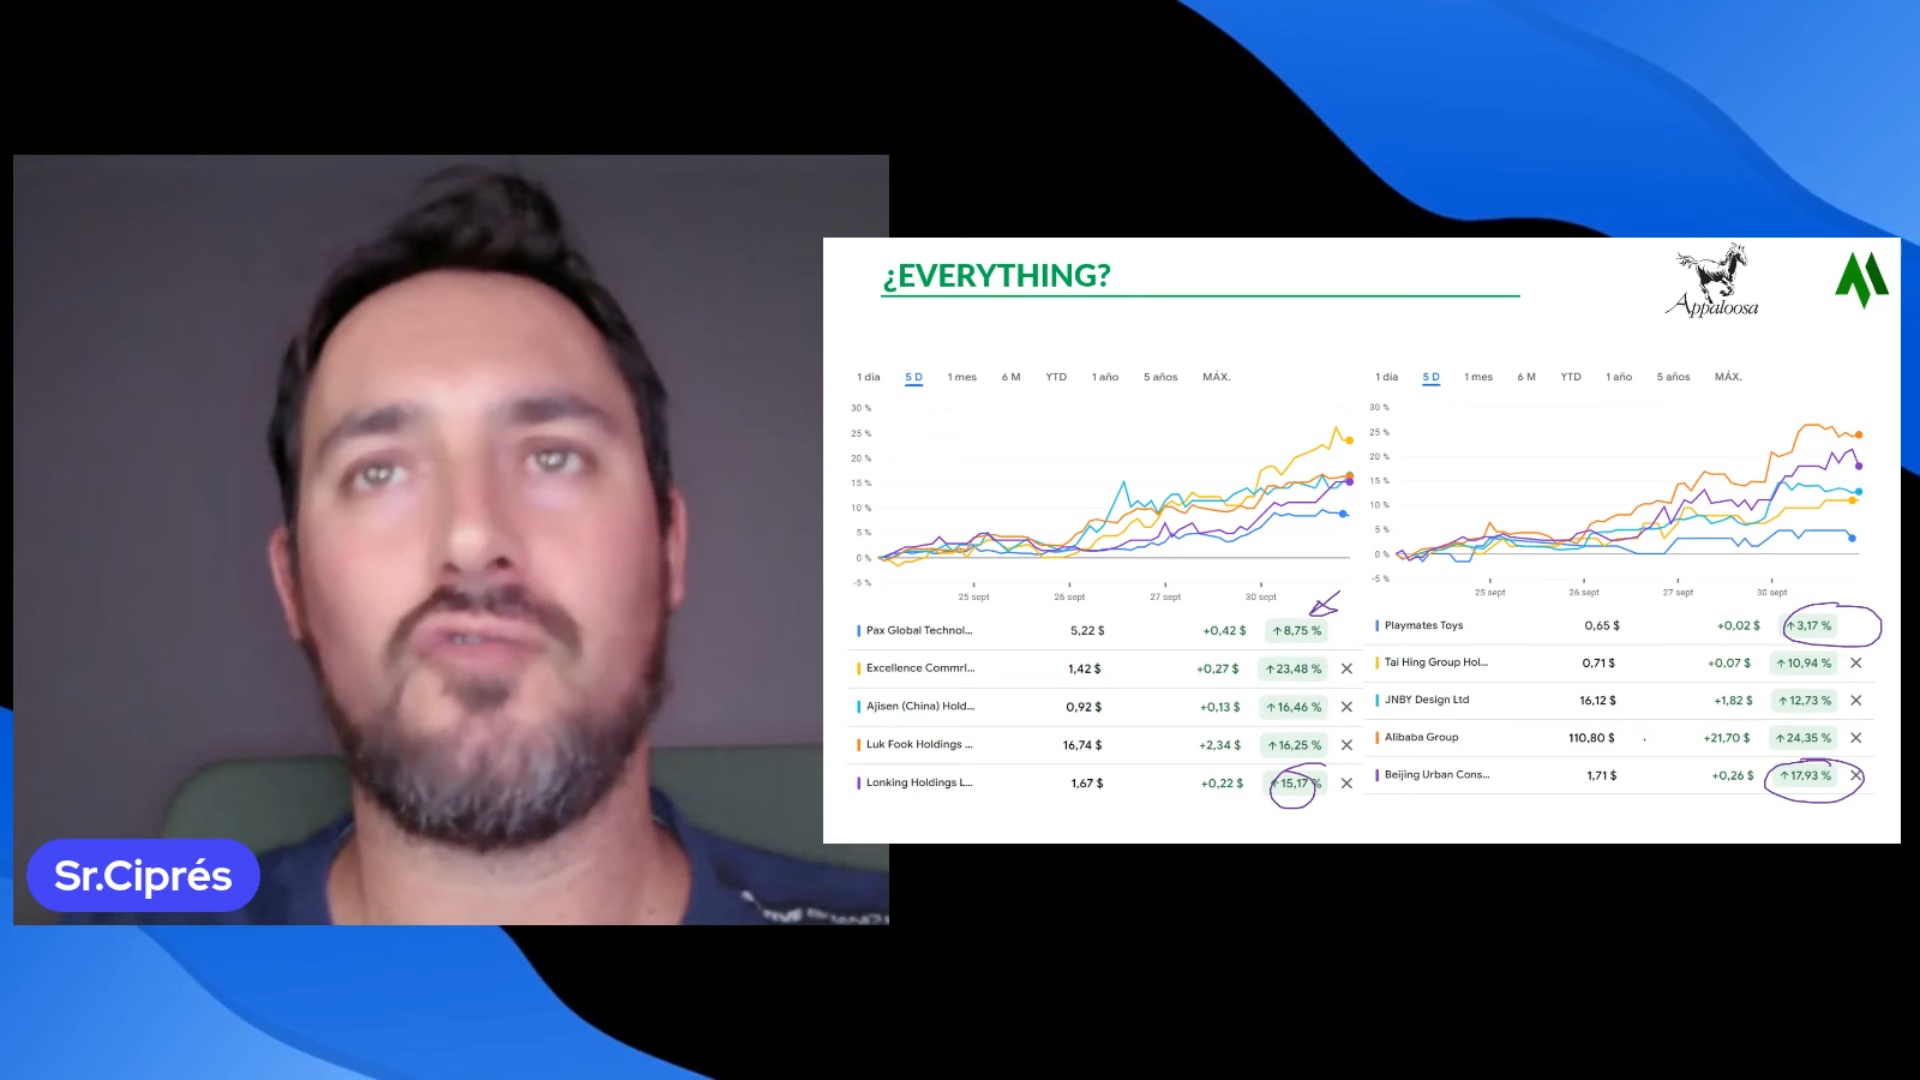 ¿EVERYTHING?
Appaloosa
1 día 5 D 1 mes 6 M YTD 1 año 5 años MÁX.
30 %
25 %
20 %
15 %
10 %
5 %
0 %
-5 %
25 sept 26 sept 27 sept 30 sept
Pax Global Technol... 5,22 $ +0,42 $ ↑8,75 %
Excellence Commrl... 1,42 $ +0,27 $ ↑23,48 %
Ajisen (China) Hold... 0,92 $ +0,13 $ ↑16,46 %
Luk Fook Holdings ... 16,74 $ +2,34 $ ↑16,25 %
Lonking Holdings L... 1,67 $ +0,22 $ ↑15,17 %
1 día 5 D 1 mes 6 M YTD 1 año 5 años MÁX.
30 %
25 %
20 %
15 %
10 %
5 %
0 %
-5 %
25 sept 26 sept 27 sept 30 sept
Playmates Toys 0,65 $ +0,02 $ ↑3,17 %
Tai Hing Group Hol... 0,71 $ +0,07 $ ↑10,94 %
JNBY Design Ltd 16,12 $ +1,82 $ ↑12,73 %
Alibaba Group 110,80 $ +21,70 $ ↑24,35 %
Beijing Urban Cons... 1,71 $ +0,26 $ ↑17,93 %
Sr.Ciprés